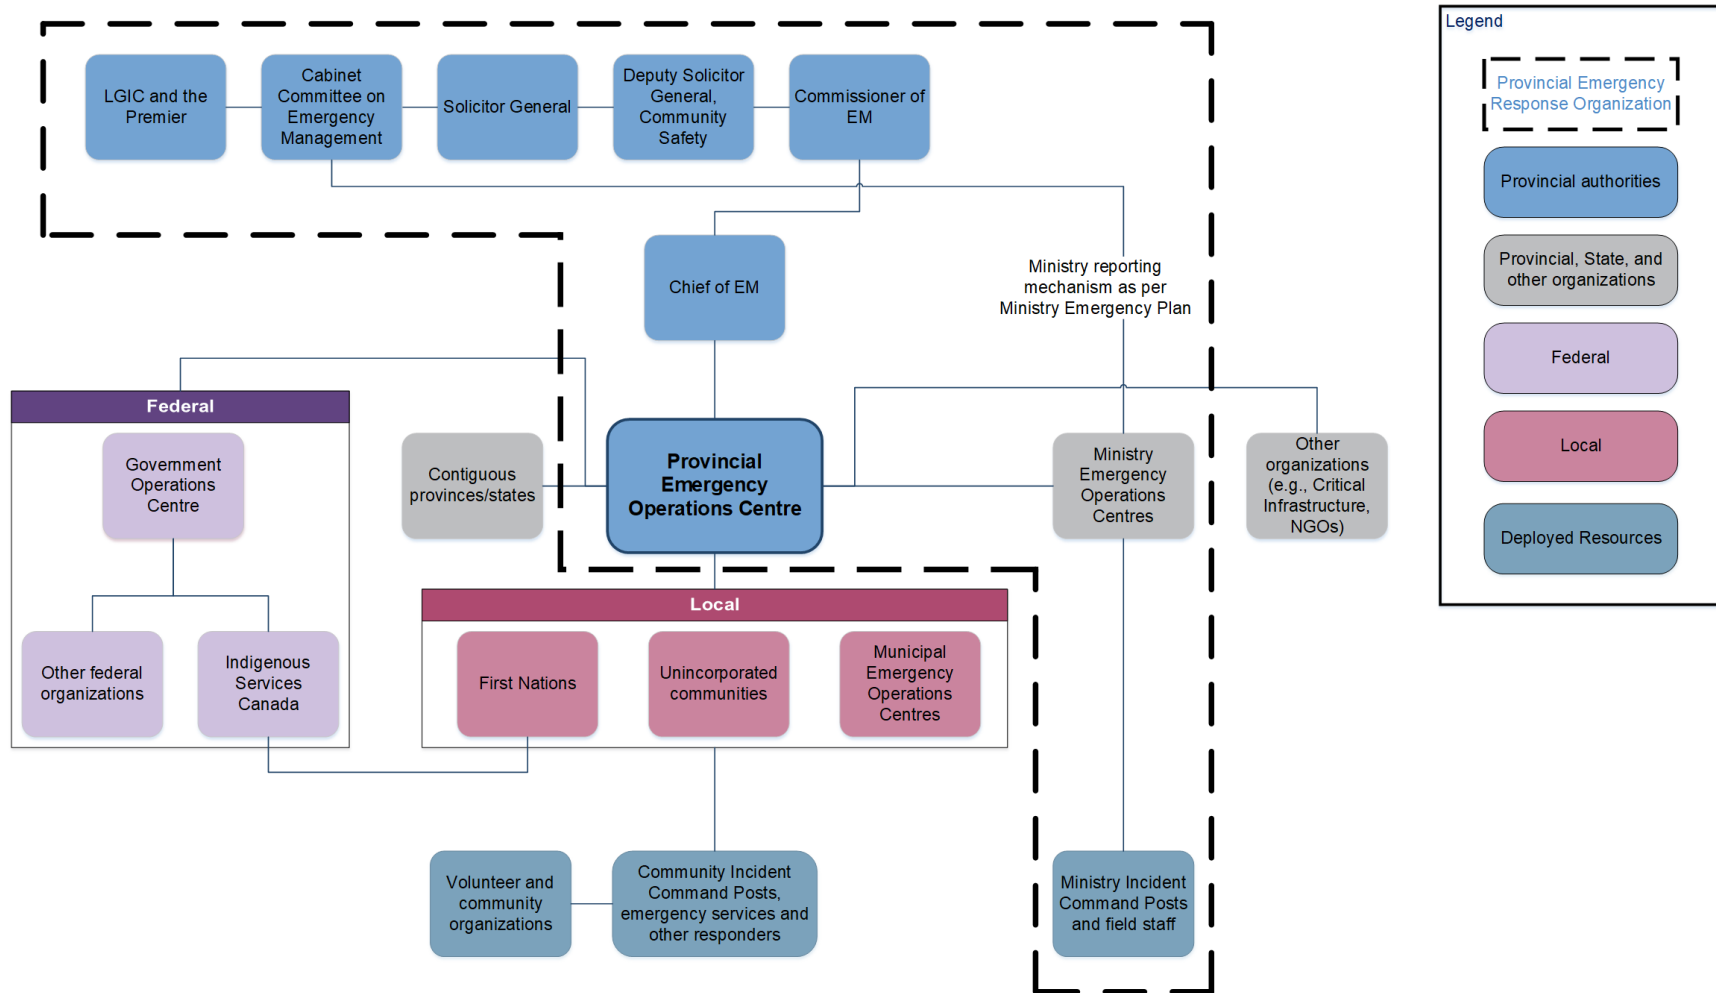 Legend
Provincial Emergency
Response Organization
Provincial authorities
Provincial, State, and
other organizations
Federal
Local
Deployed Resources
LGIC and the
Premier
Cabinet
Committee on
Emergency
Management
Solicitor General
Deputy Solicitor
General,
Community
Safety
Commissioner of
EM
Chief of EM
Ministry reporting
mechanism as per
Ministry Emergency Plan
Federal
Government
Operations
Centre
Other federal
organizations
Indigenous
Services
Canada
Contiguous
provinces/states
Provincial
Emergency
Operations Centre
Ministry
Emergency
Operations
Centres
Other
organizations
(e.g., Critical
Infrastructure,
NGOs)
Local
First Nations
Unincorporated
communities
Municipal
Emergency
Operations
Centres
Volunteer and
community
organizations
Community Incident
Command Posts,
emergency services and
other responders
Ministry Incident
Command Posts
and field staff